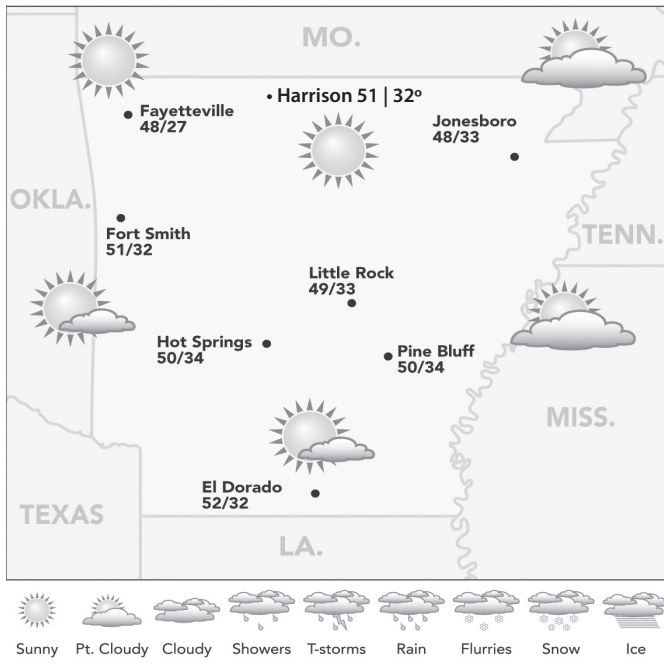 MO.
• Harrison 51 | 32º
Fayetteville
48/27
Jonesboro
48/33
OKLA.
Fort Smith
51/32
TENN.
Little Rock
49/33
Hot Springs
50/34
Pine Bluff
50/34
MISS.
El Dorado
52/32
TEXAS
LA.
Sunny Pt. Cloudy Cloudy Showers T-storms Rain Flurries Snow Ice